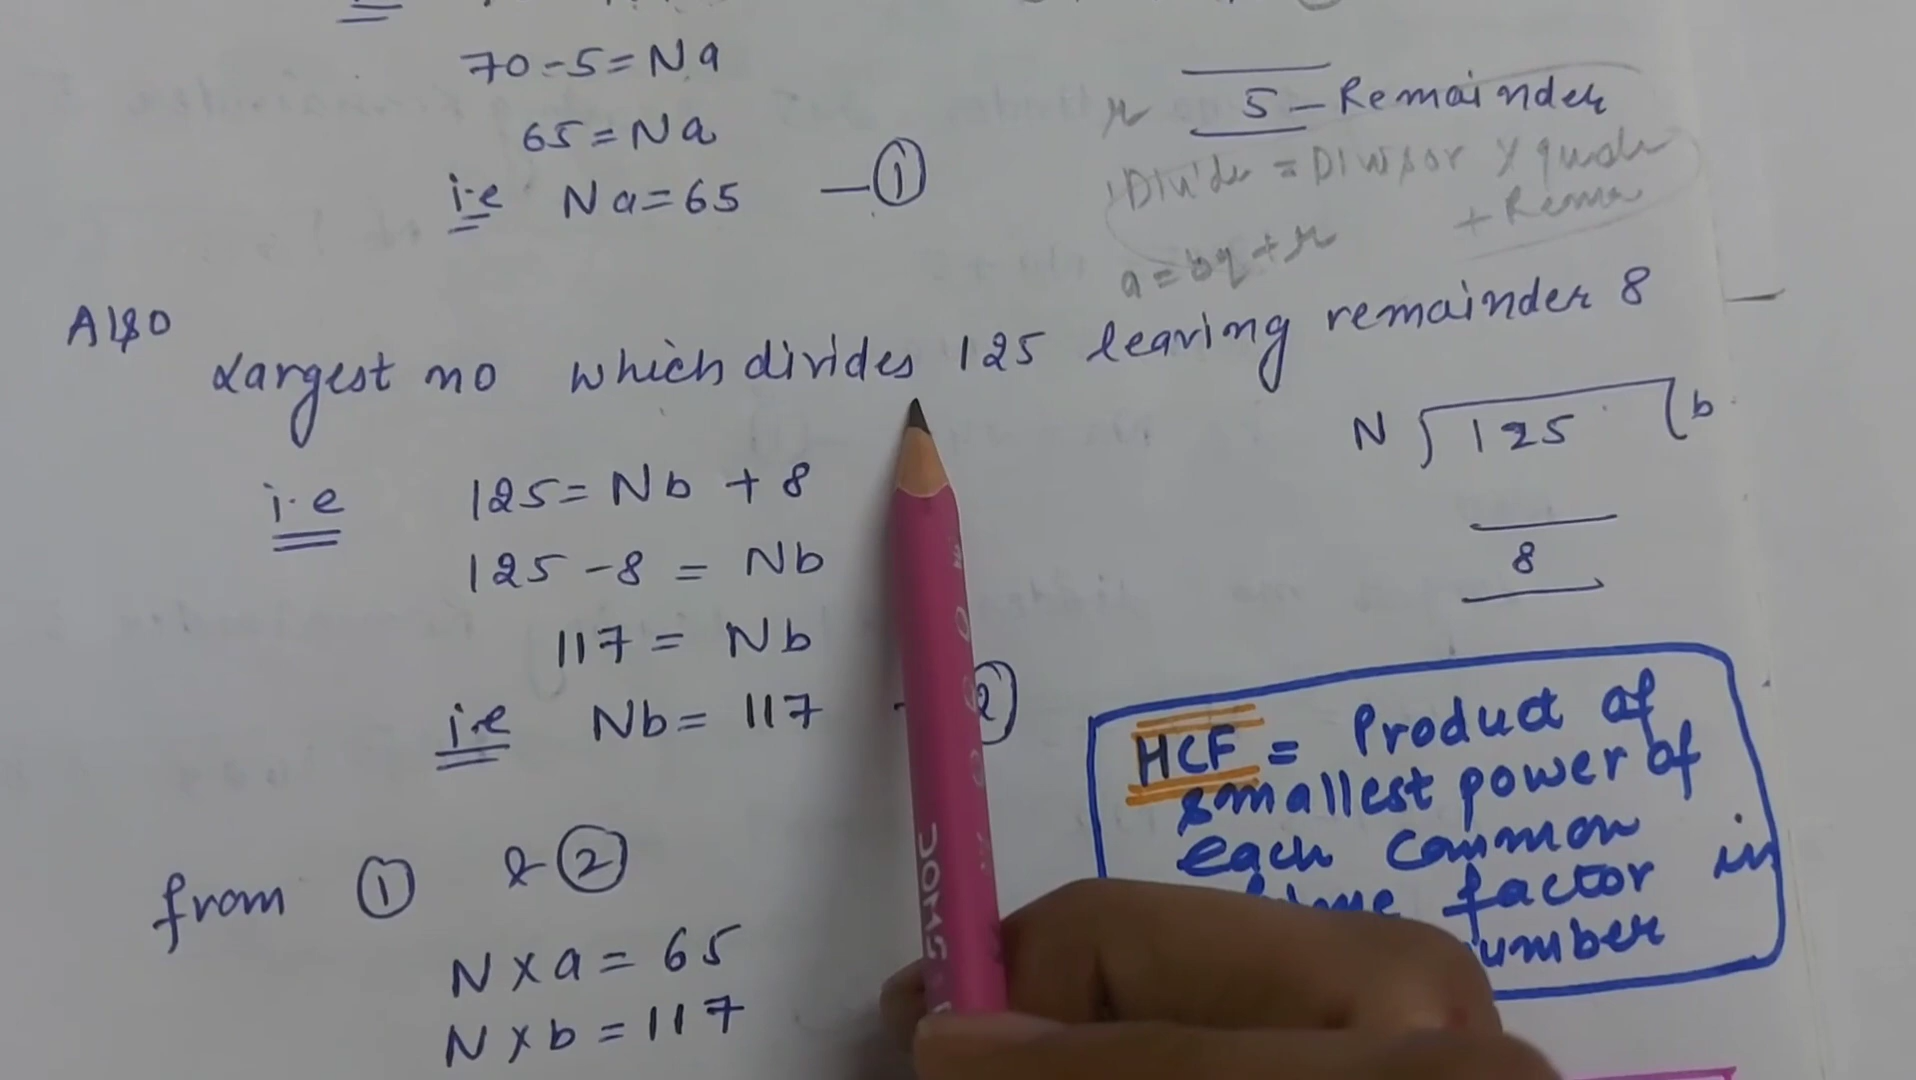 70-5=Na
65=Na
i.e Na=65 —①
r 5 - Remainder
a=bq+r
Also
Largest no which divides 125 leaving remainder 8
N 125 b
i.e 125=Nb + 8
8
125-8 = Nb
117= Nb
i.e Nb= 117 2
from ① & ②
N×a= 65
N×b=117
HCF = Product of
smallest power of
each common
factor in
umber